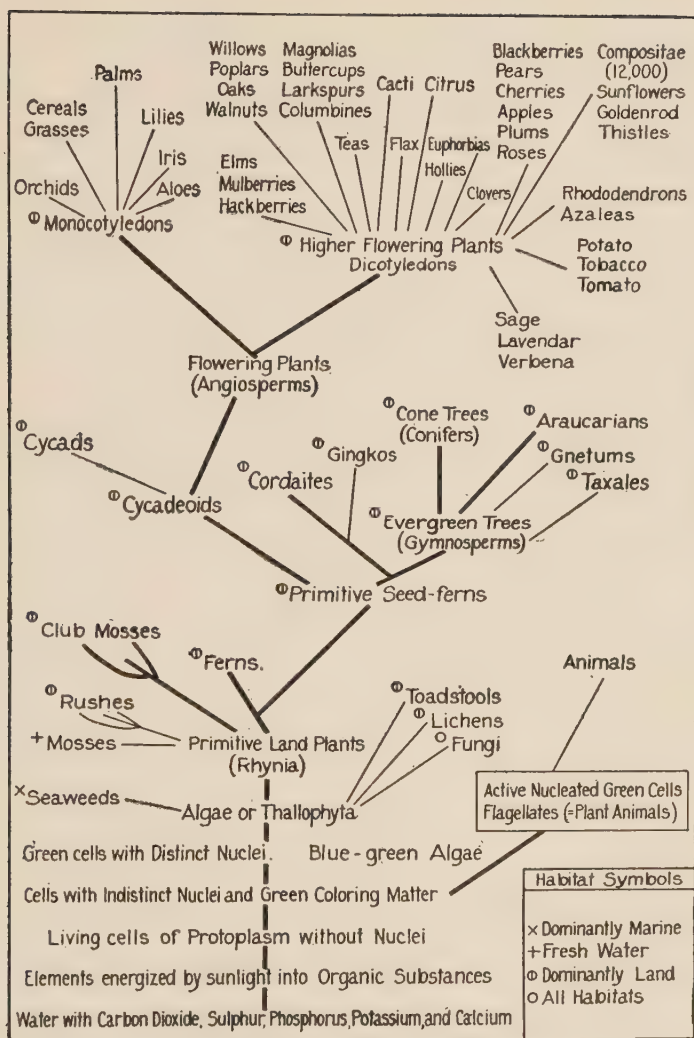 Palms
Cereals
Grasses
Lilies
Iris
Aloes
Orchids
Monocotyledons
Willows
Poplars
Oaks
Walnuts
Magnolias
Buttercups
Larkspurs
Columbines
Cacti
Citrus
Blackberries
Pears
Cherries
Apples
Plums
Roses
Compositae
(12,000)
Sunflowers
Goldenrod
Thistles
Elms
Mulberries
Hackberries
Teas
Flax
Euphorbias
Hollies
Clovers
Rhododendrons
Azaleas
Potato
Tobacco
Tomato
Sage
Lavendar
Verbena
Higher Flowering Plants
Dicotyledons
Flowering Plants
(Angiosperms)
Cycads
Cycadeoids
Cordaites
Gingkos
Cone Trees
(Conifers)
Araucarians
Gnetums
Taxales
Evergreen Trees
(Gymnosperms)
Primitive Seed-ferns
Club Mosses
Ferns.
Rushes
+Mosses
Primitive Land Plants
(Rhynia)
Toadstools
Lichens
Fungi
Animals
×Seaweeds
Algae or Thallophyta
Active Nucleated Green Cells
Flagellates (=Plant Animals)
Green cells with Distinct Nuclei. Blue-green Algae
Cells with Indistinct Nuclei and Green Coloring Matter
Living cells of Protoplasm without Nuclei
Elements energized by sunlight into Organic Substances
Water with Carbon Dioxide, Sulphur, Phosphorus, Potassium, and Calcium
Habitat Symbols
×Dominantly Marine
+Fresh Water
⦶Dominantly Land
○All Habitats